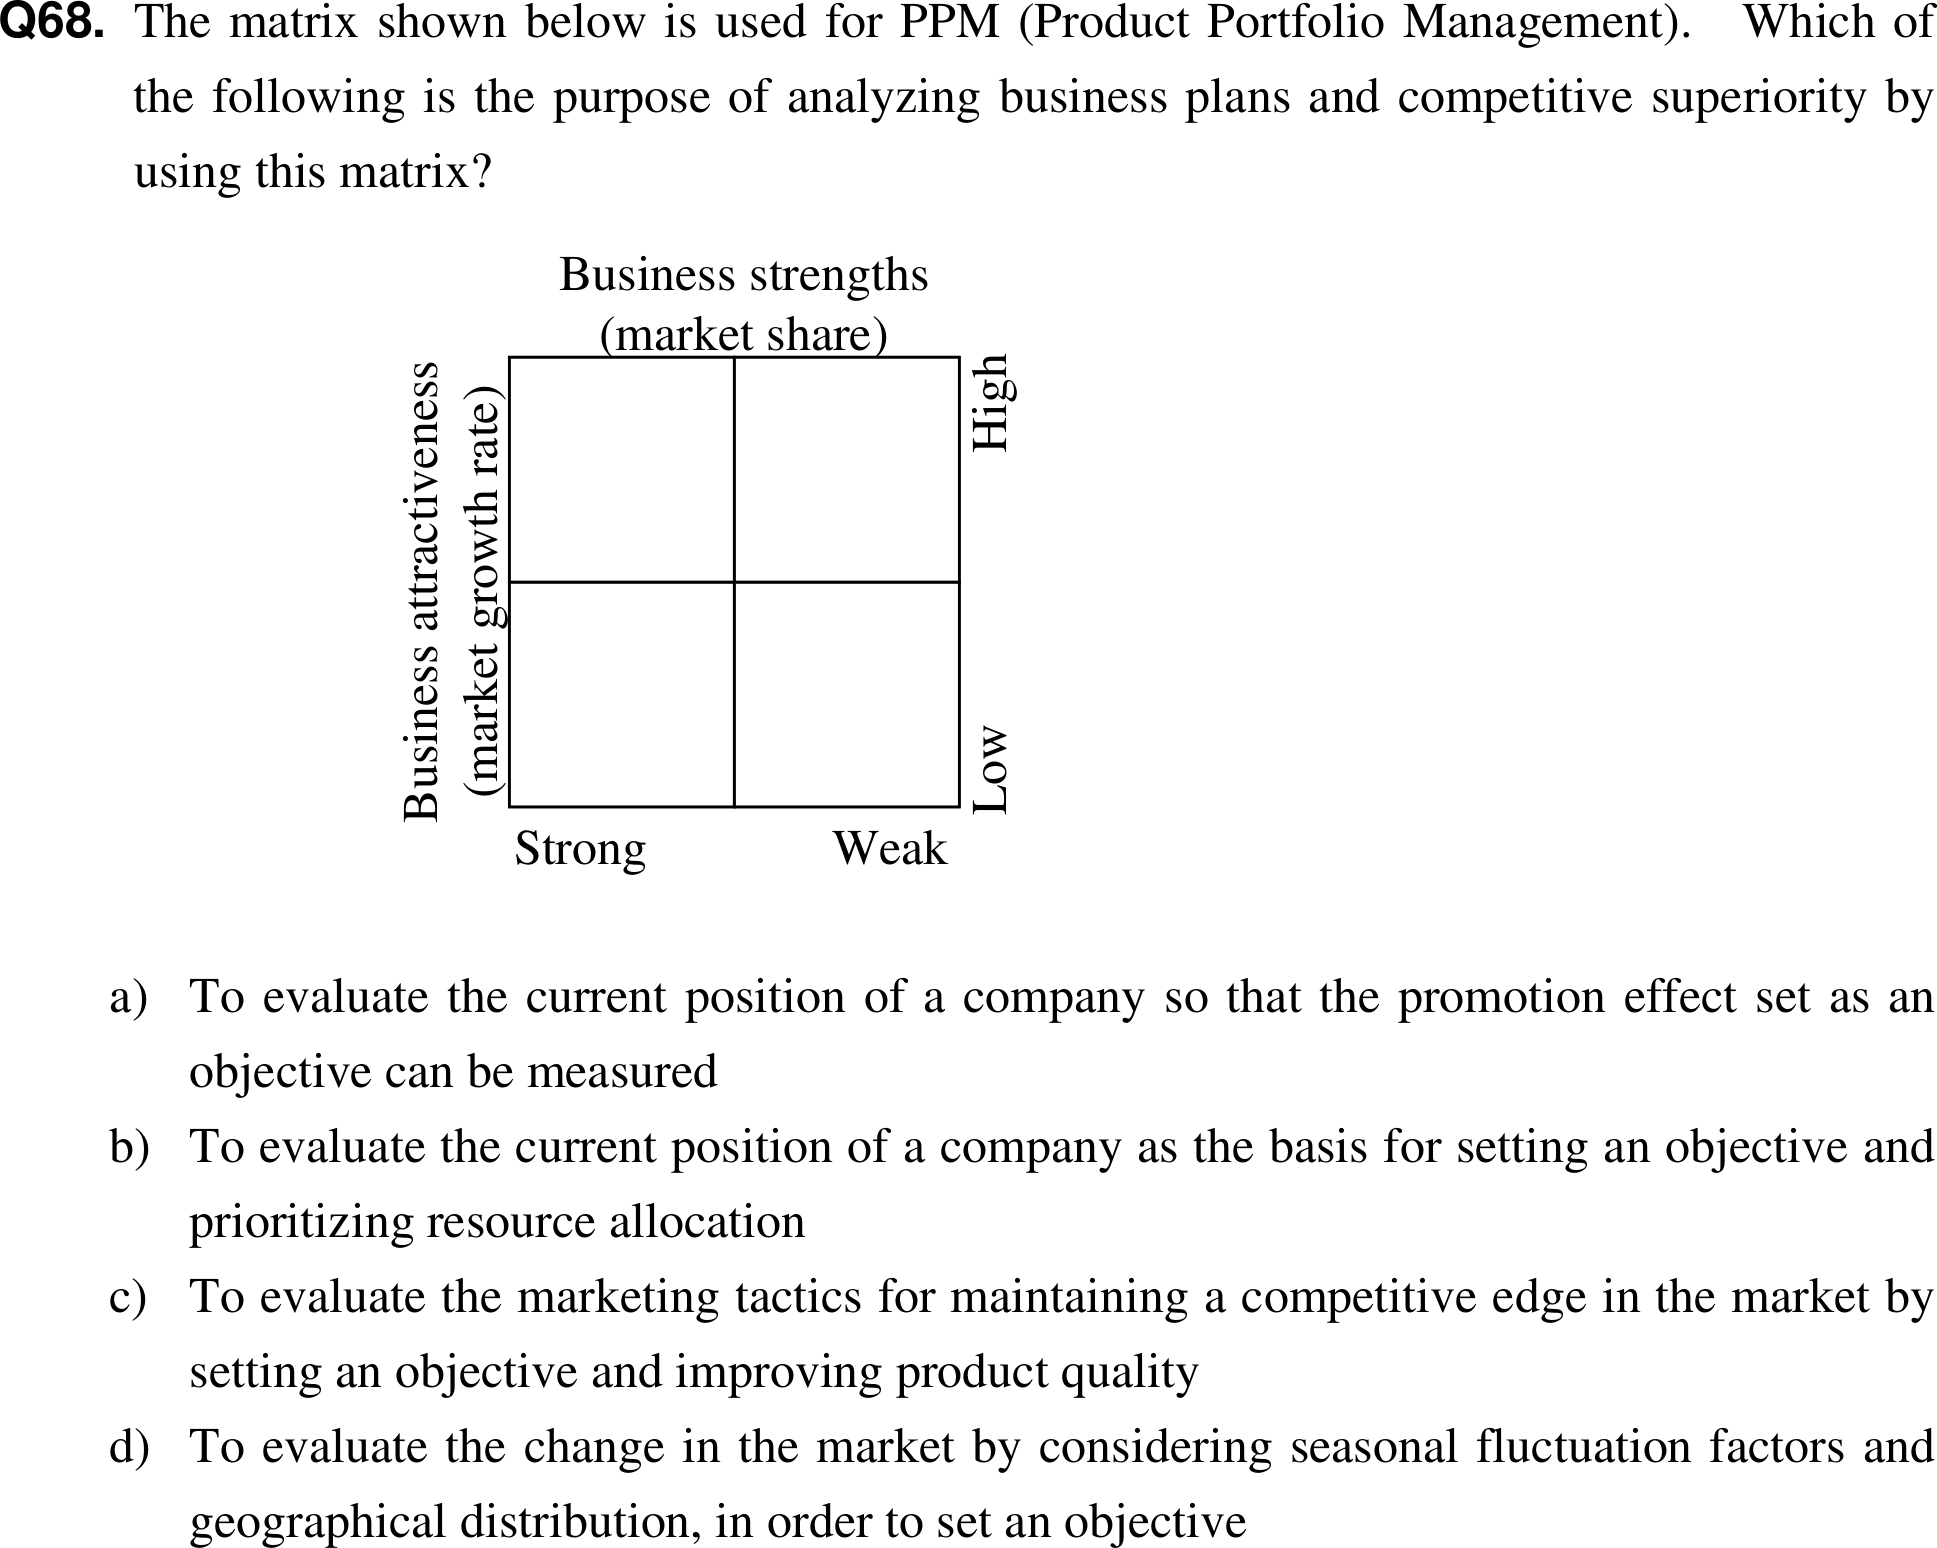 Q68. The matrix shown below is used for PPM (Product Portfolio Management). Which of
the following is the purpose of analyzing business plans and competitive superiority by
using this matrix?
Business strengths
(market share)
Business attractiveness
(market growth rate)
High
Low
Strong Weak
a) To evaluate the current position of a company so that the promotion effect set as an
objective can be measured
b) To evaluate the current position of a company as the basis for setting an objective and
prioritizing resource allocation
c) To evaluate the marketing tactics for maintaining a competitive edge in the market by
setting an objective and improving product quality
d) To evaluate the change in the market by considering seasonal fluctuation factors and
geographical distribution, in order to set an objective